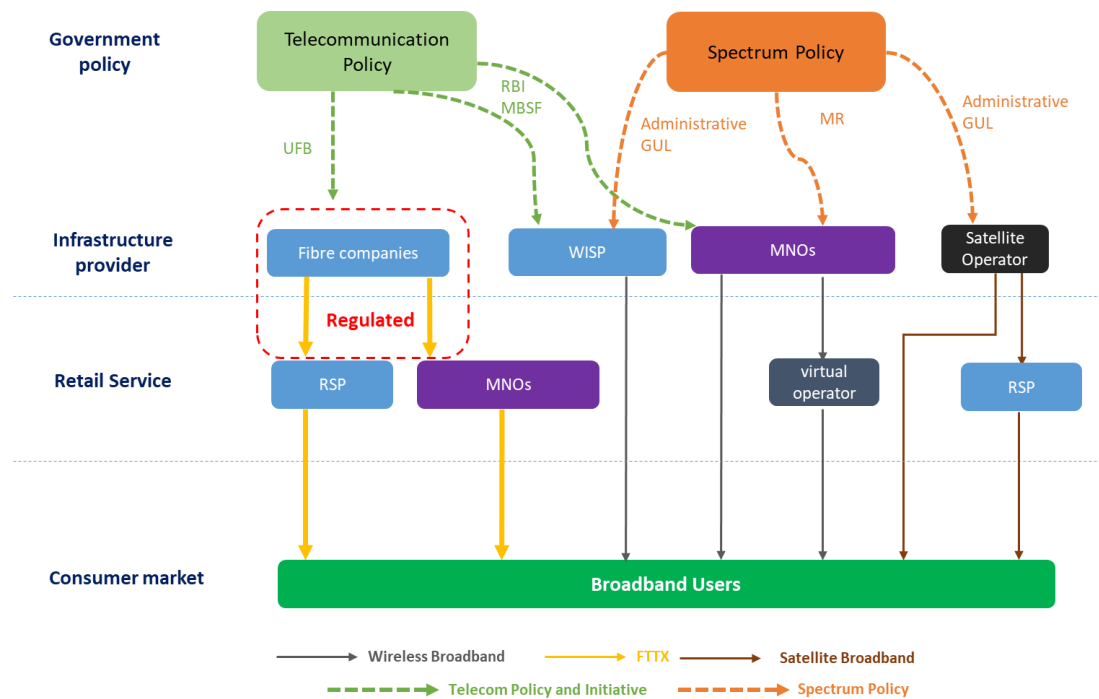 Government
policy
Telecommunication
Policy
Spectrum Policy
RBI
MBSF
UFB
Administrative
GUL
MR
Administrative
GUL
Infrastructure
provider
Fibre companies
WISP
MNOs
Satellite
Operator
Regulated
Retail Service
RSP
MNOs
virtual
operator
RSP
Consumer market
Broadband Users
Wireless Broadband
FTTX
Satellite Broadband
Telecom Policy and Initiative
Spectrum Policy